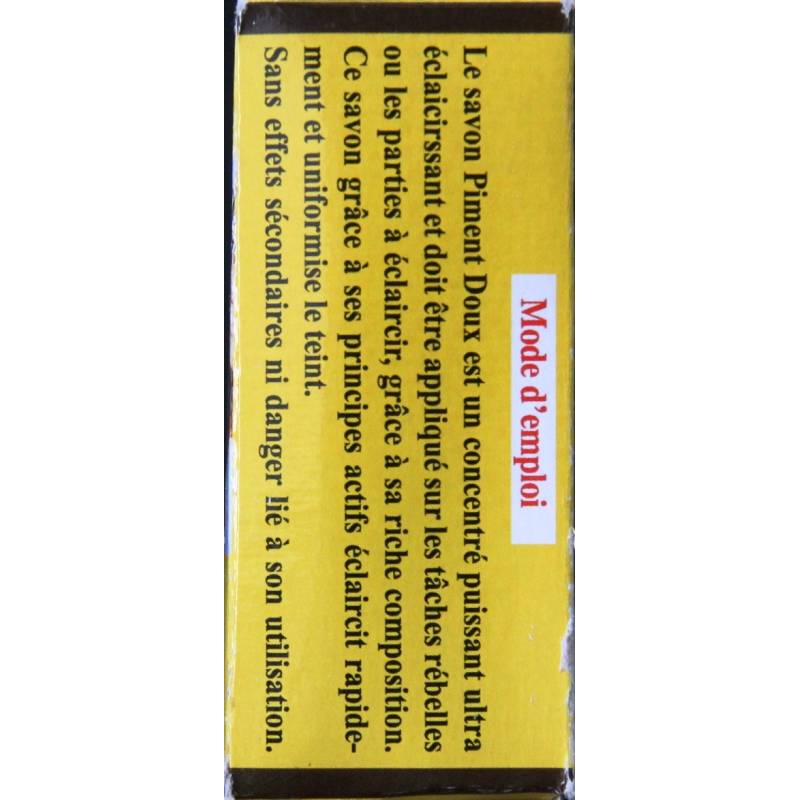 Mode d'emploi
Le savon Piment Doux est un concentré puissant ultra
éclaicirssant et doit être appliqué sur les tâches rébelles
ou les parties à éclaircir, grâce à sa riche composition.
Ce savon grâce à ses principes actifs éclaircit rapide-
ment et uniformise le teint.
Sans effets sécondaires ni danger lié à son utilisation.